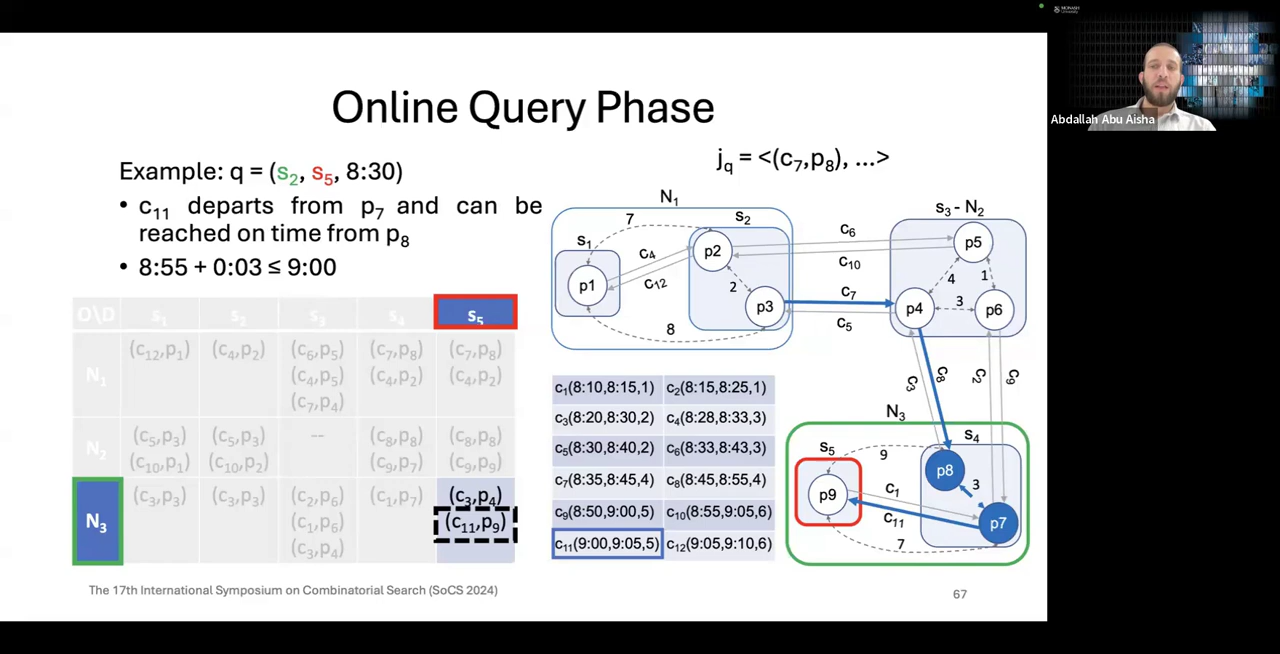 MONASH
University
Abdallah Abu Aisha
Online Query Phase
Example: q = (s2, s5, 8:30)
• c11 departs from p7 and can be
reached on time from p8
• 8:55 + 0:03 ≤ 9:00
jq = <(c7,p8), ...>
O\D s1 s2 s3 s4 s5
N1 (c12,p1) (c4,p2) (c6,p5) (c7,p8) (c7,p8)
(c4,p5) (c4,p2) (c4,p2)
(c7,p4)
N2 (c5,p3) (c5,p3) -- (c8,p8) (c8,p8)
(c10,p1) (c10,p2) (c9,p7) (c9,p9)
N3 (c3,p3) (c3,p3) (c2,p6) (c1,p7) (c3,p4)
(c1,p6) (c11,p9)
(c3,p4)
N1
s2
7
s1
c4
p2
p1
c12
2
p3
8
c6
c10
c7
c5
s3 - N2
p5
4
1
p4
3
p6
c3
c8
c2
c9
N3
s5
9
s4
p8
p9
c1
3
c11
p7
7
c1(8:10,8:15,1) c2(8:15,8:25,1)
c3(8:20,8:30,2) c4(8:28,8:33,3)
c5(8:30,8:40,2) c6(8:33,8:43,3)
c7(8:35,8:45,4) c8(8:45,8:55,4)
c9(8:50,9:00,5) c10(8:55,9:05,6)
c11(9:00,9:05,5) c12(9:05,9:10,6)
The 17th International Symposium on Combinatorial Search (SoCS 2024)
67